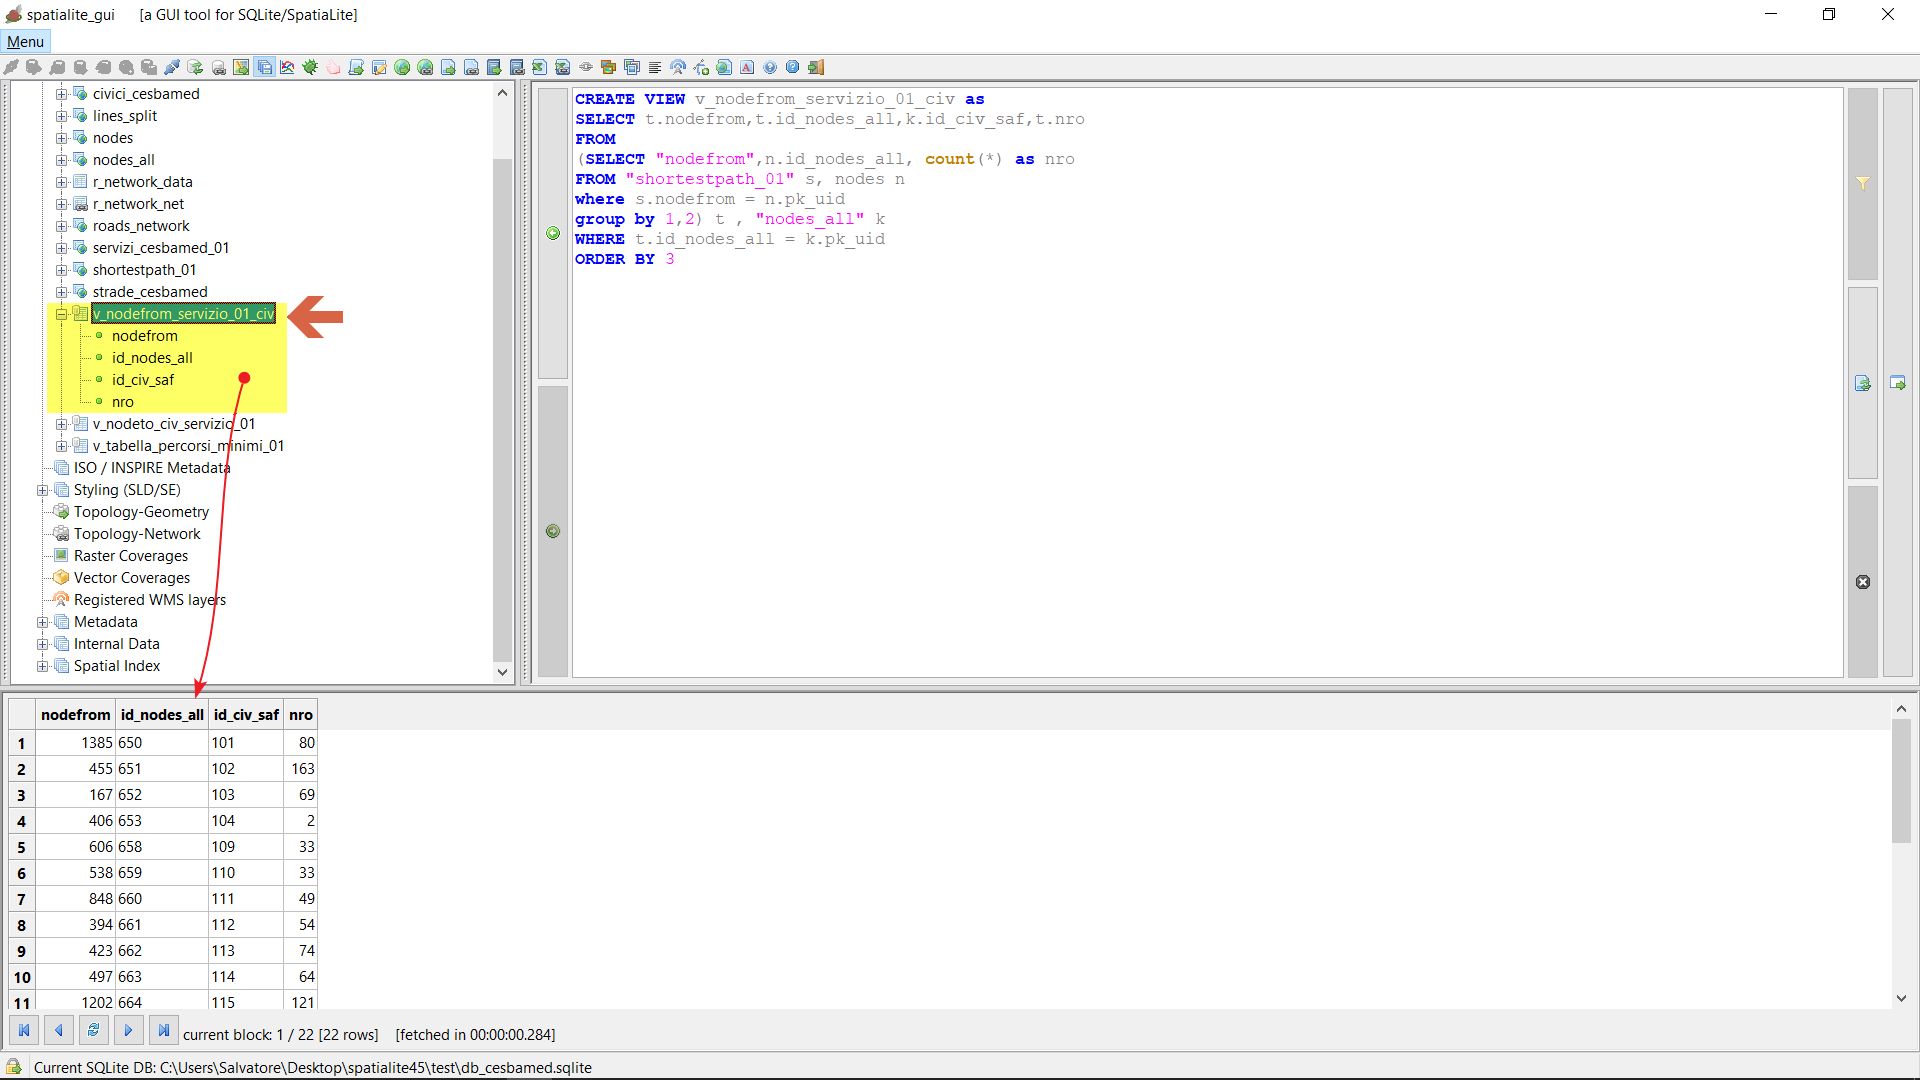 spatialite_gui [a GUI tool for SQLite/SpatiaLite]
Menu
civici_cesbamed
lines_split
nodes
nodes_all
r_network_data
r_network_net
roads_network
servizi_cesbamed_01
shortestpath_01
strade_cesbamed
v_nodefrom_servizio_01_civ
nodefrom
id_nodes_all
id_civ_saf
nro
v_nodeto_civ_servizio_01
v_tabella_percorsi_minimi_01
ISO / INSPIRE Metadata
Styling (SLD/SE)
Topology-Geometry
Topology-Network
Raster Coverages
Vector Coverages
Registered WMS layers
Metadata
Internal Data
Spatial Index
CREATE VIEW v_nodefrom_servizio_01_civ as
SELECT t.nodefrom,t.id_nodes_all,k.id_civ_saf,t.nro
FROM
(SELECT "nodefrom",n.id_nodes_all, count(*) as nro
FROM "shortestpath_01" s, nodes n
where s.nodefrom = n.pk_uid
group by 1,2) t , "nodes_all" k
WHERE t.id_nodes_all = k.pk_uid
ORDER BY 3
nodefrom id_nodes_all id_civ_saf nro
1 1385 650 101 80
2 455 651 102 163
3 167 652 103 69
4 406 653 104 2
5 606 658 109 33
6 538 659 110 33
7 848 660 111 49
8 394 661 112 54
9 423 662 113 74
10 497 663 114 64
11 1202 664 115 121
current block: 1 / 22 [22 rows] [fetched in 00:00:00.284]
Current SQLite DB: C:\Users\Salvatore\Desktop\spatialite45\test\db_cesbamed.sqlite